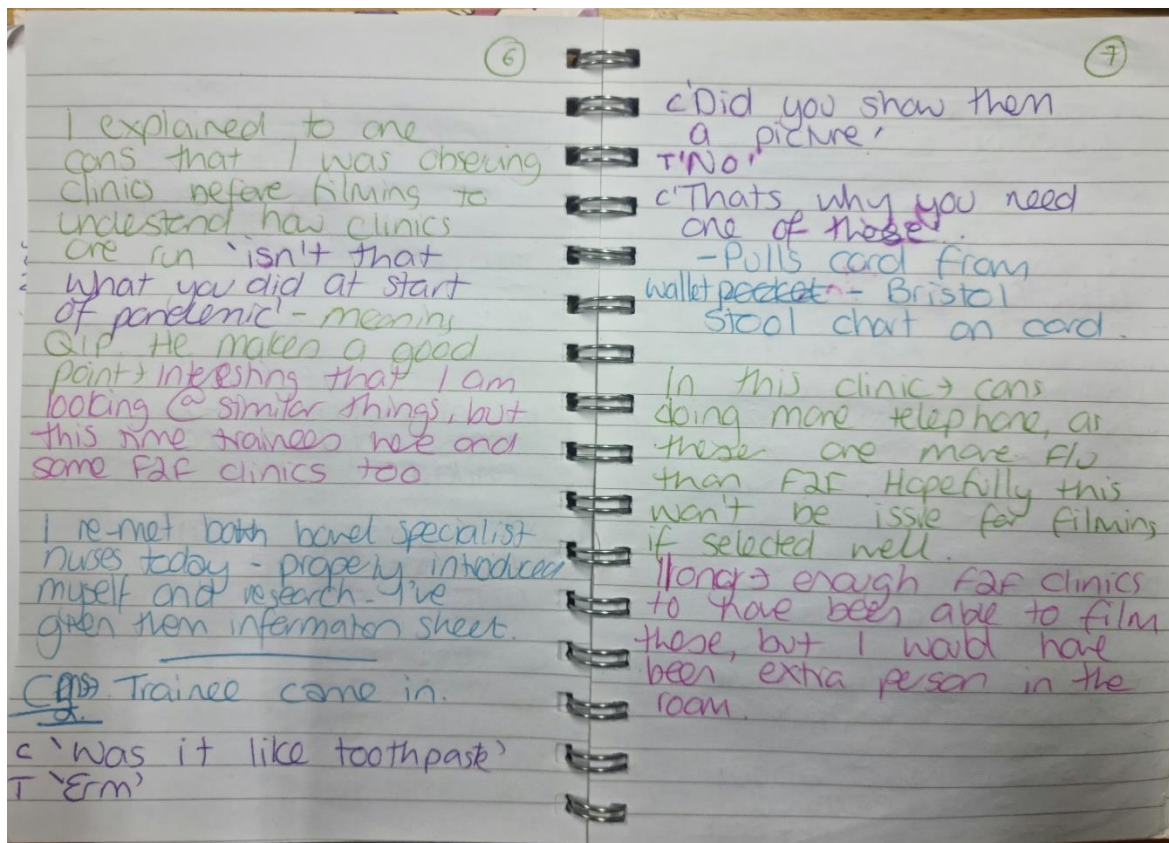 6
I explained to one
cons that I was obsering
clinics before filming to
understand how clinics
are run 'isn't that
what you did at start
of pandemic' - meaning
QIP. He makes a good
point → Interesting that I am
looking @ similar things, but
this time trainees here and
some F2F clinics too
I re-met both bowel specialist
nurses today - properly introduced
myself and research - I've
given them information sheet.
Trainee came in.
C 'Was it like toothpaste'
T 'Erm'
7
C 'Did you show them
a picture'
T 'No'
C 'Thats why you need
one of those'.
- Pulls card from
wallet pocket - Bristol
Stool chart on card.
In this clinic → cons
doing more telephone, as
these are more F/U
than F2F. Hopefully this
won't be issue for filming
if selected well.
enough F2F clinics
to have been able to film
these, but I would have
been extra person in the
room.